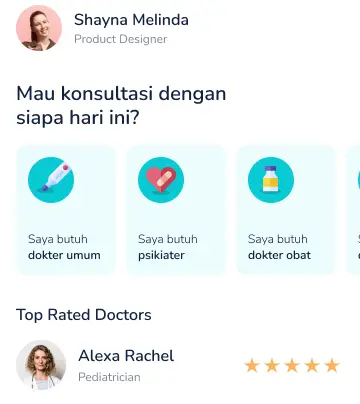 Shayna Melinda
Product Designer
Mau konsultasi dengan
siapa hari ini?
Saya butuh
dokter umum
Saya butuh
psikiater
Saya butuh
dokter obat
Top Rated Doctors
Alexa Rachel
Pediatrician